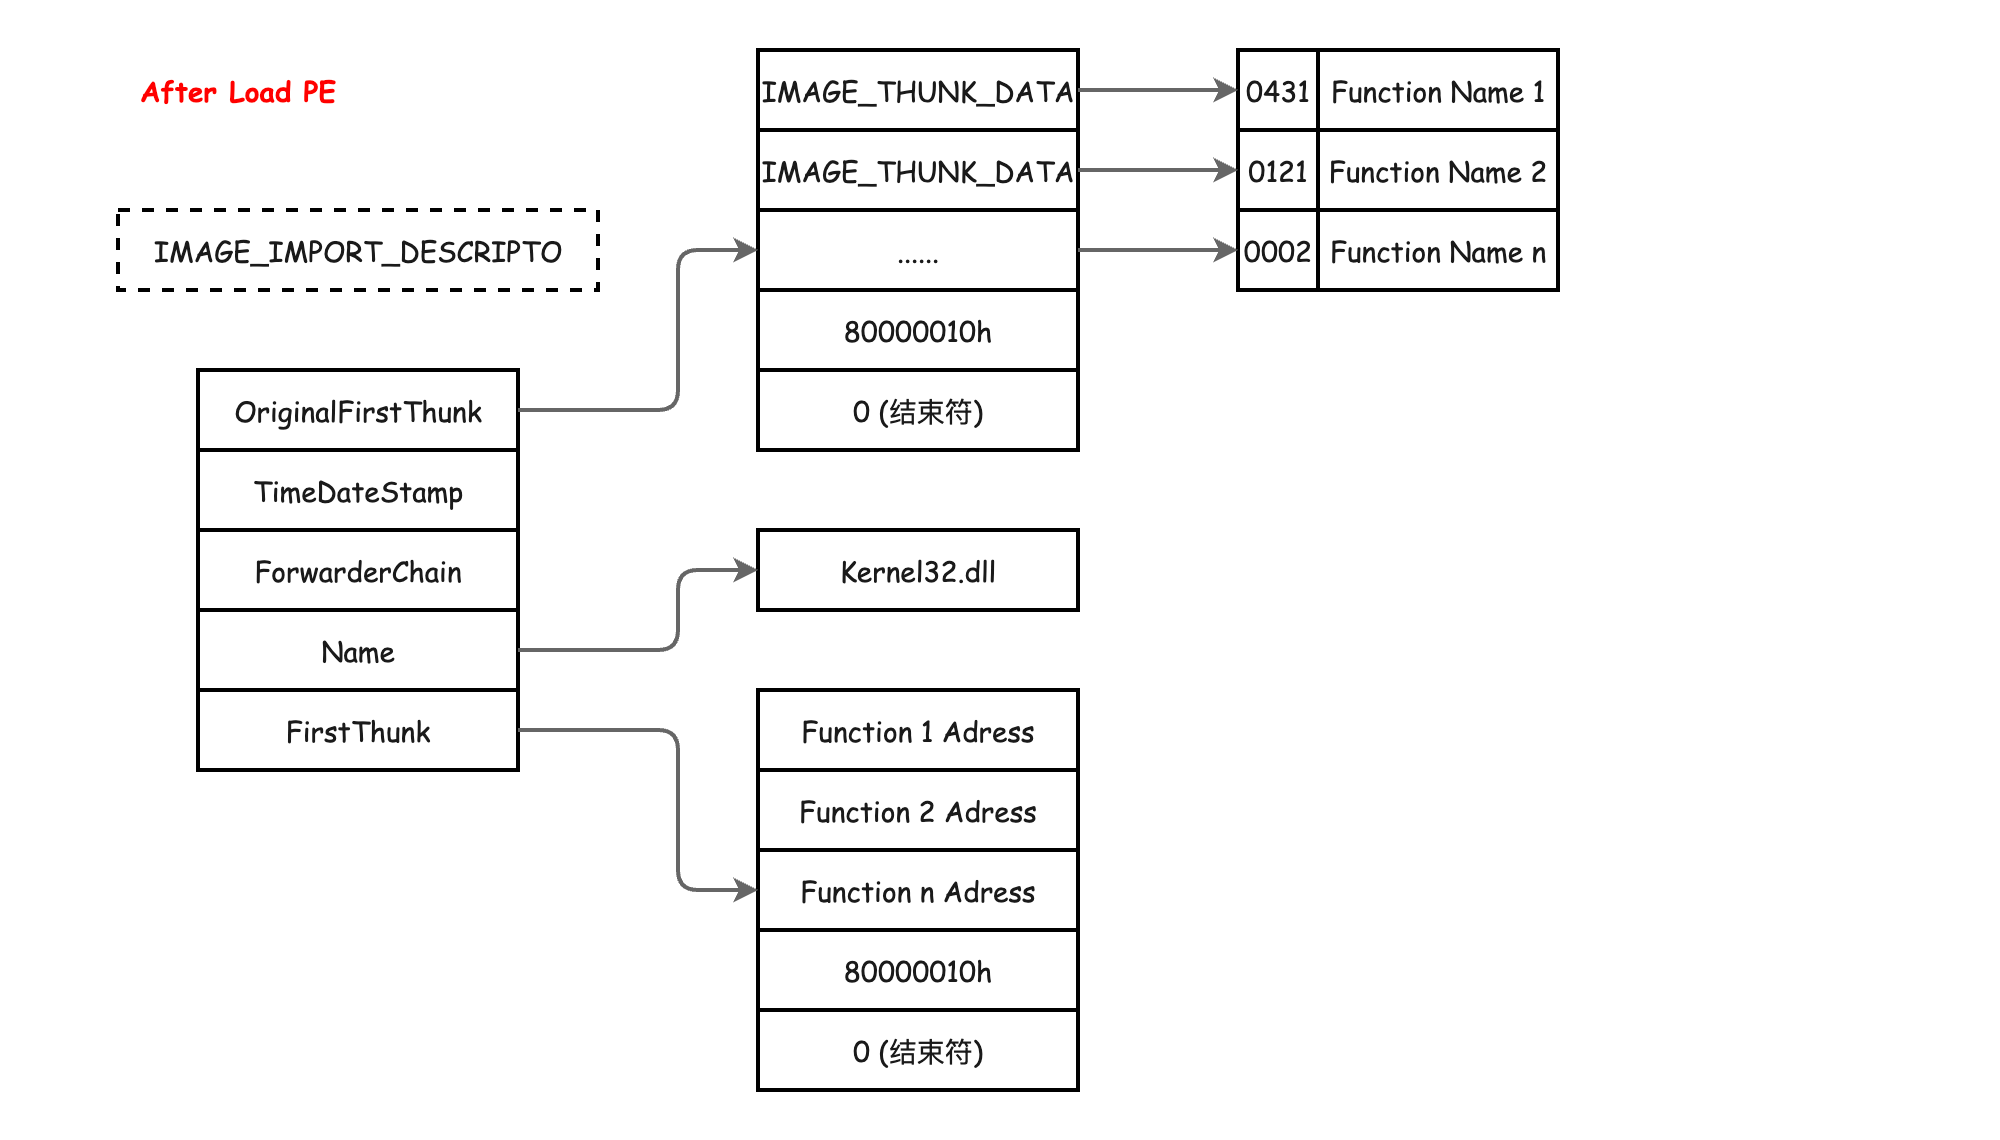 After Load PE
IMAGE_IMPORT_DESCRIPTO
OriginalFirstThunk
TimeDateStamp
ForwarderChain
Name
FirstThunk
IMAGE_THUNK_DATA
IMAGE_THUNK_DATA
......
80000010h
0 (结束符)
0431 Function Name 1
0121 Function Name 2
0002 Function Name n
Kernel32.dll
Function 1 Adress
Function 2 Adress
Function n Adress
80000010h
0 (结束符)